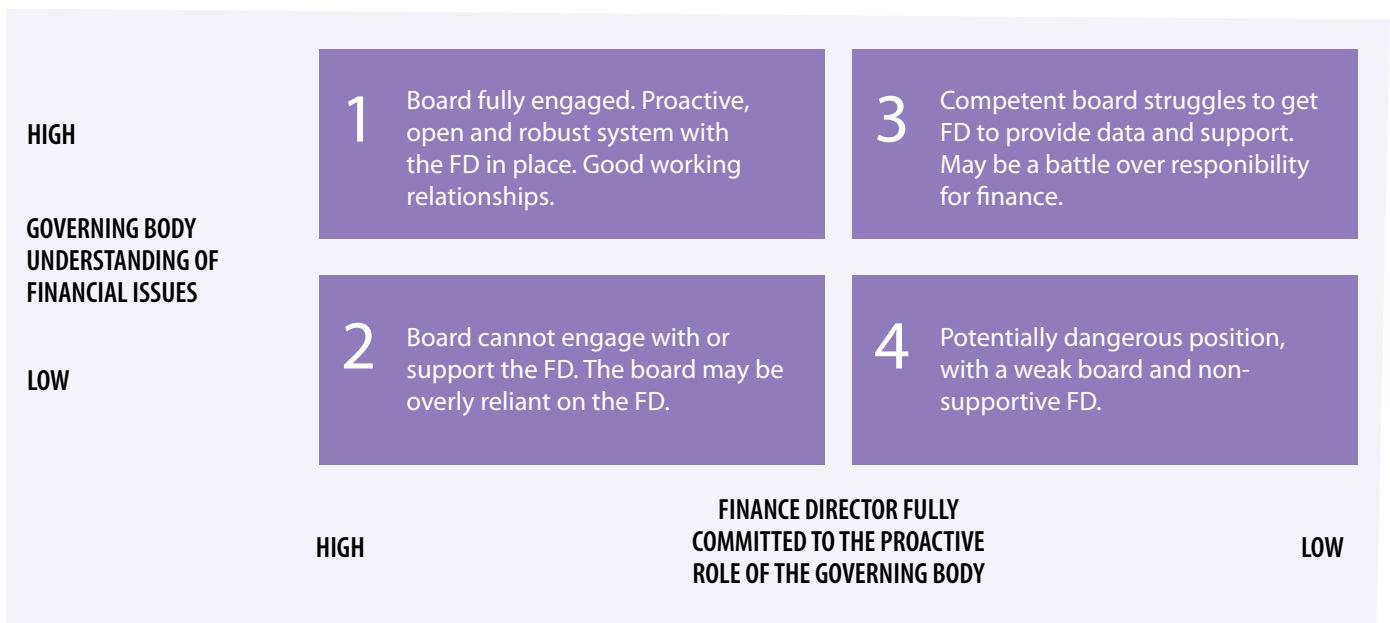 HIGH
GOVERNING BODY
UNDERSTANDING OF
FINANCIAL ISSUES
LOW
1
Board fully engaged. Proactive,
open and robust system with
the FD in place. Good working
relationships.
3
Competent board struggles to get
FD to provide data and support.
May be a battle over responibility
for finance.
2
Board cannot engage with or
support the FD. The board may be
overly reliant on the FD.
4
Potentially dangerous position,
with a weak board and non-
supportive FD.
HIGH
FINANCE DIRECTOR FULLY
COMMITTED TO THE PROACTIVE
ROLE OF THE GOVERNING BODY
LOW